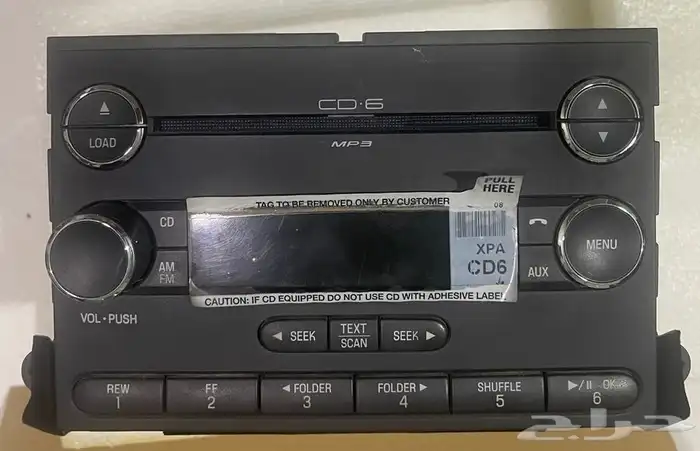 CD·6
LOAD
MP3
PULL
HERE
TAG TO BE REMOVED ONLY BY CUSTOMER
08
CD
XPA
CD6
MENU
AM
FM
AUX
CAUTION: IF CD EQUIPPED DO NOT USE CD WITH ADHESIVE LABEL
VOL•PUSH
◄ SEEK
TEXT
SCAN
SEEK ►
REW
1
FF
2
◄ FOLDER
3
FOLDER ►
4
SHUFFLE
5
►/II OK
6
حراج